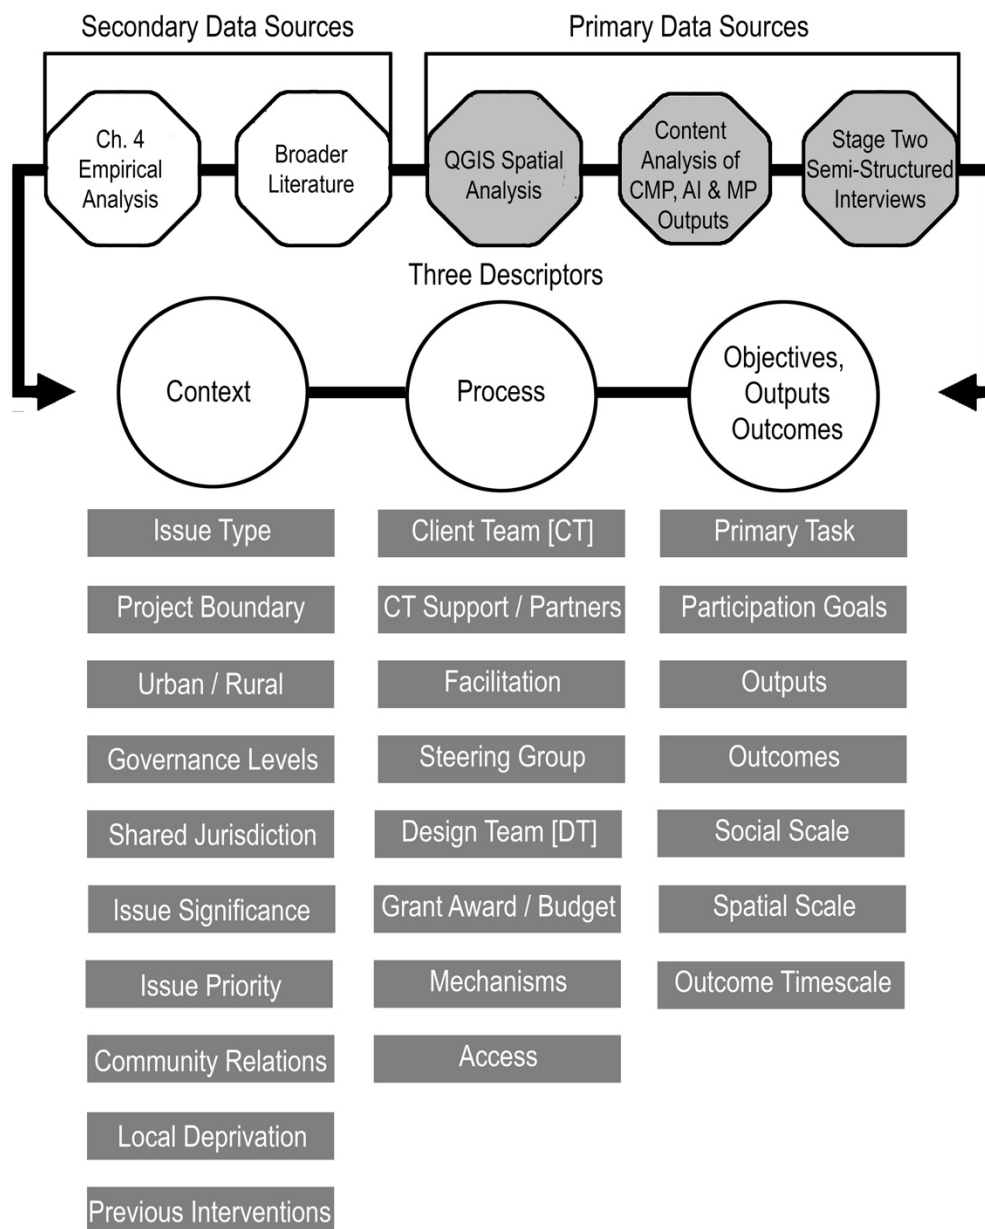 Secondary Data Sources
Primary Data Sources
Ch. 4
Empirical
Analysis
Broader
Literature
QGIS Spatial
Analysis
Content
Analysis of
CMP, AI & MP
Outputs
Stage Two
Semi-Structured
Interviews
Three Descriptors
Context
Process
Objectives,
Outputs
Outcomes
Issue Type
Project Boundary
Urban / Rural
Governance Levels
Shared Jurisdiction
Issue Significance
Issue Priority
Community Relations
Local Deprivation
Previous Interventions
Client Team [CT]
CT Support / Partners
Facilitation
Steering Group
Design Team [DT]
Grant Award / Budget
Mechanisms
Access
Primary Task
Participation Goals
Outputs
Outcomes
Social Scale
Spatial Scale
Outcome Timescale